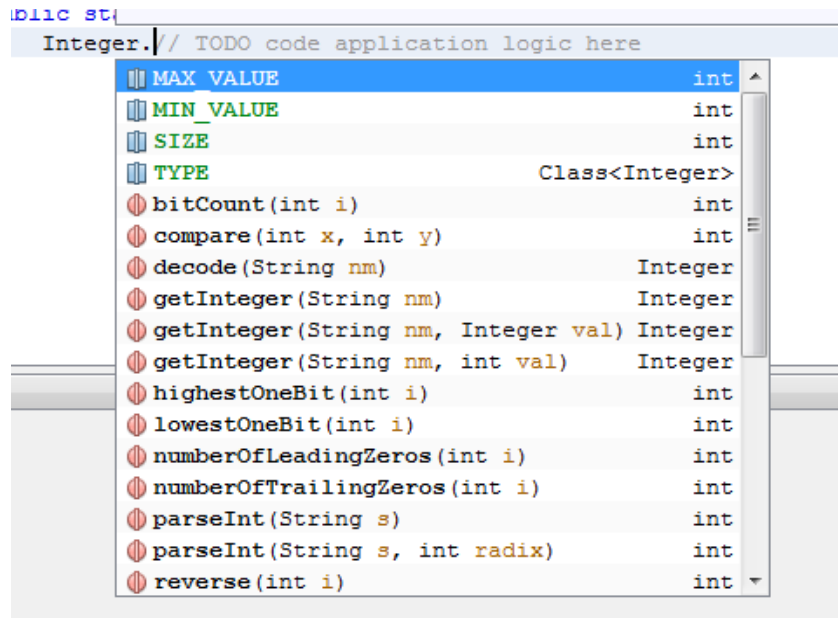 public sta
Integer.// TODO code application logic here
MAX_VALUE int
MIN_VALUE int
SIZE int
TYPE Class<Integer>
bitCount(int i) int
compare(int x, int y) int
decode(String nm) Integer
getInteger(String nm) Integer
getInteger(String nm, Integer val) Integer
getInteger(String nm, int val) Integer
highestOneBit(int i) int
lowestOneBit(int i) int
numberOfLeadingZeros(int i) int
numberOfTrailingZeros(int i) int
parseInt(String s) int
parseInt(String s, int radix) int
reverse(int i) int